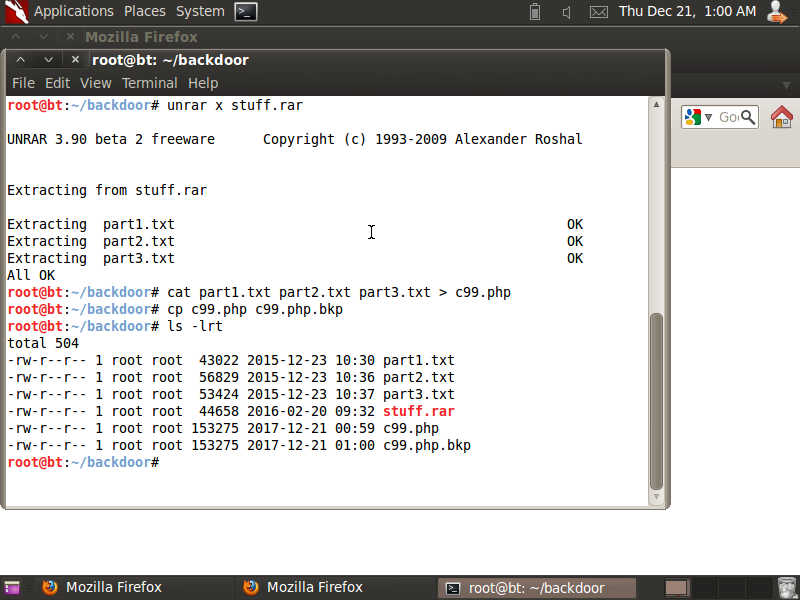 Applications Places System Thu Dec 21, 1:00 AM
Mozilla Firefox
root@bt: ~/backdoor
File Edit View Terminal Help
root@bt:~/backdoor# unrar x stuff.rar
UNRAR 3.90 beta 2 freeware      Copyright (c) 1993-2009 Alexander Roshal
Extracting from stuff.rar
Extracting  part1.txt                                                 OK
Extracting  part2.txt                                                 OK
Extracting  part3.txt                                                 OK
All OK
root@bt:~/backdoor# cat part1.txt part2.txt part3.txt > c99.php
root@bt:~/backdoor# cp c99.php c99.php.bkp
root@bt:~/backdoor# ls -lrt
total 504
-rw-r--r-- 1 root root  43022 2015-12-23 10:30 part1.txt
-rw-r--r-- 1 root root  56829 2015-12-23 10:36 part2.txt
-rw-r--r-- 1 root root  53424 2015-12-23 10:37 part3.txt
-rw-r--r-- 1 root root  44658 2016-02-20 09:32 stuff.rar
-rw-r--r-- 1 root root 153275 2017-12-21 00:59 c99.php
-rw-r--r-- 1 root root 153275 2017-12-21 01:00 c99.php.bkp
root@bt:~/backdoor#
Mozilla Firefox Mozilla Firefox root@bt: ~/backdoor